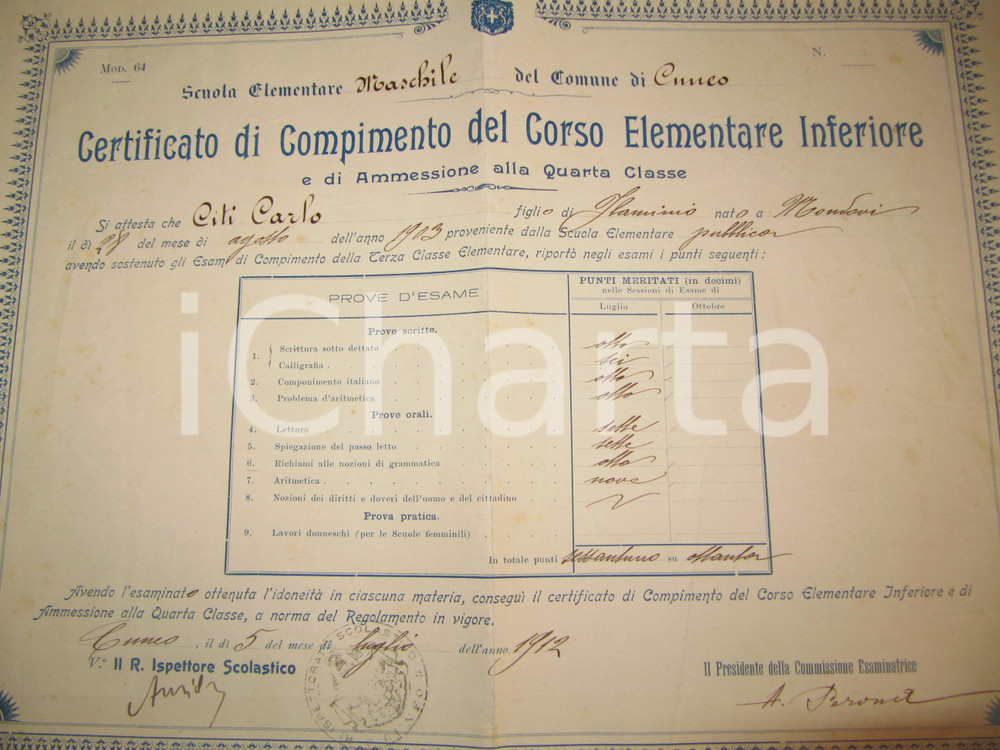 Mod. 64
N.
Scuola Elementare Maschile del Comune di Cuneo
Certificato di Compimento del Corso Elementare Inferiore
e di Ammessione alla Quarta Classe
Si attesta che Citi Carlo figlio di Flaminio nato a Mondovì
il dì 28 del mese di agosto dell'anno 1903 proveniente dalla Scuola Elementare pubblica
avendo sostenuto gli Esami di Compimento della Terza Classe Elementare, riportò negli esami i punti seguenti:
PROVE D'ESAME
PUNTI MERITATI (in decimi)
nelle Sessioni di Esame di
Luglio Ottobre
Prove scritte.
1. Scrittura sotto dettato otto
Calligrafia sei
2. Componimento italiano otto
3. Problema d'aritmetica otto
Prove orali.
4. Lettura sette
5. Spiegazione del passo letto sette
6. Richiami alle nozioni di grammatica otto
7. Aritmetica nove
8. Nozioni dei diritti e doveri dell'uomo e del cittadino
Prova pratica.
9. Lavori donneschi (per le Scuole femminili)
In totale punti sessantuno su ottanta
iCharta
Avendo l'esaminato ottenuta l'idoneità in ciascuna materia, conseguì il certificato di Compimento del Corso Elementare Inferiore e di
Ammessione alla Quarta Classe, a norma del Regolamento in vigore.
Cuneo, il dì 5 del mese di luglio dell'anno 1912
V.° Il R. Ispettore Scolastico
Il Presidente della Commissione Esaminatrice
R. ISPETTORATO SCOLASTICO CUNEO